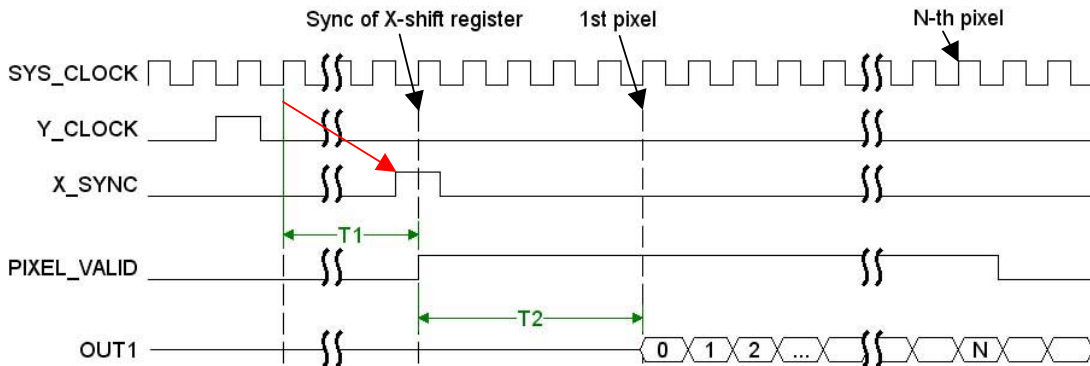 Sync of X-shift register
1st pixel
N-th pixel
SYS_CLOCK
Y_CLOCK
X_SYNC
T1
PIXEL_VALID
T2
OUT1
0 1 2 ... N